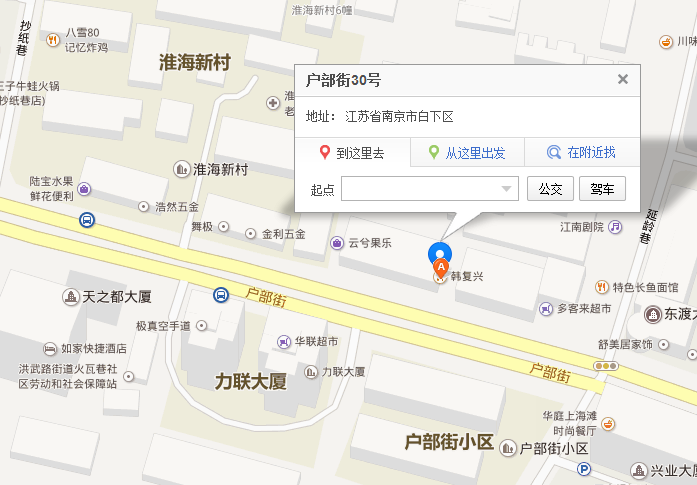 淮海新村6幢
抄纸巷
八雪80
记忆炸鸡
川味
淮海新村
户部街30号
地址： 江苏省南京市白下区
到这里去
从这里出发
在附近找
起点
公交
驾车
王子牛蛙火锅
抄纸巷店)
淮
老
淮海新村
陆宝水果
鲜花便利
浩然五金
舞极
金利五金
云兮果乐
江南剧院
延龄巷
A
韩复兴
特色长鱼面馆
天之都大厦
户部街
多客来超市
东渡大
极真空手道
华联超市
舒美居家饰
如家快捷酒店
洪武路街道火瓦巷社
区劳动和社会保障站
力联大厦
力联大厦
户部街
华庭上海滩
时尚餐厅
户部街小区
户部街小区
P
兴业大厦